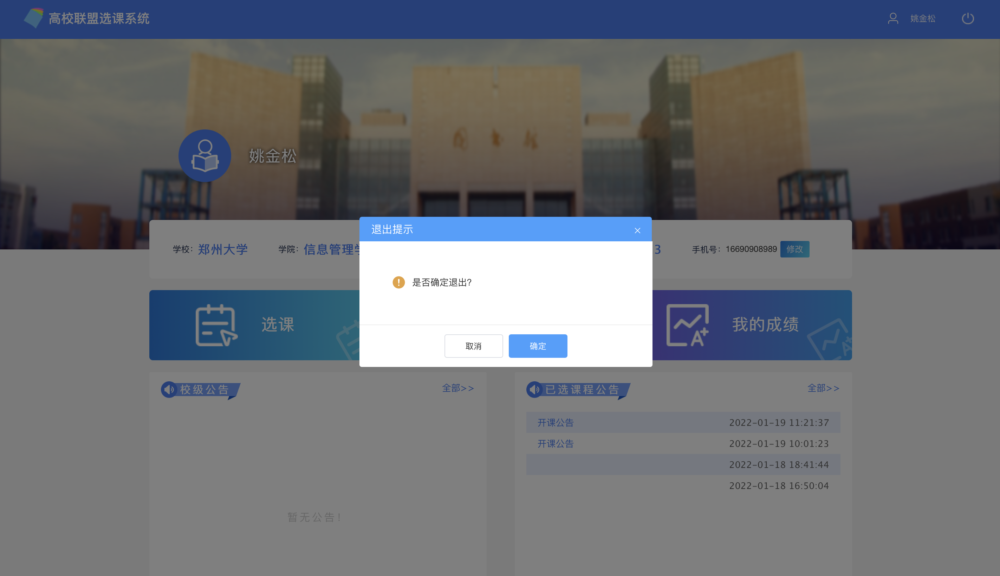 高校联盟选课系统
姚金松
图书馆
姚金松
退出提示
学校：郑州大学
学院：信息管理
3
手机号：16690908989
修改
是否确定退出?
选课
我的成绩
取消
确定
校级公告
全部>>
已选课程公告
全部>>
开课公告 2022-01-19 11:21:37
开课公告 2022-01-19 10:01:23
2022-01-18 18:41:44
2022-01-18 16:50:04
暂无公告！